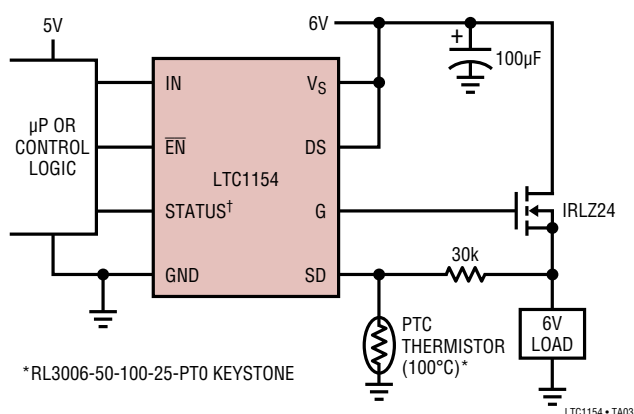 5V
6V
+
100µF
µP OR
CONTROL
LOGIC
IN
EN
STATUS†
GND
LTC1154
VS
DS
G
SD
IRLZ24
30k
PTC
THERMISTOR
(100°C)*
6V
LOAD
*RL3006-50-100-25-PT0 KEYSTONE
LTC1154 • TA03